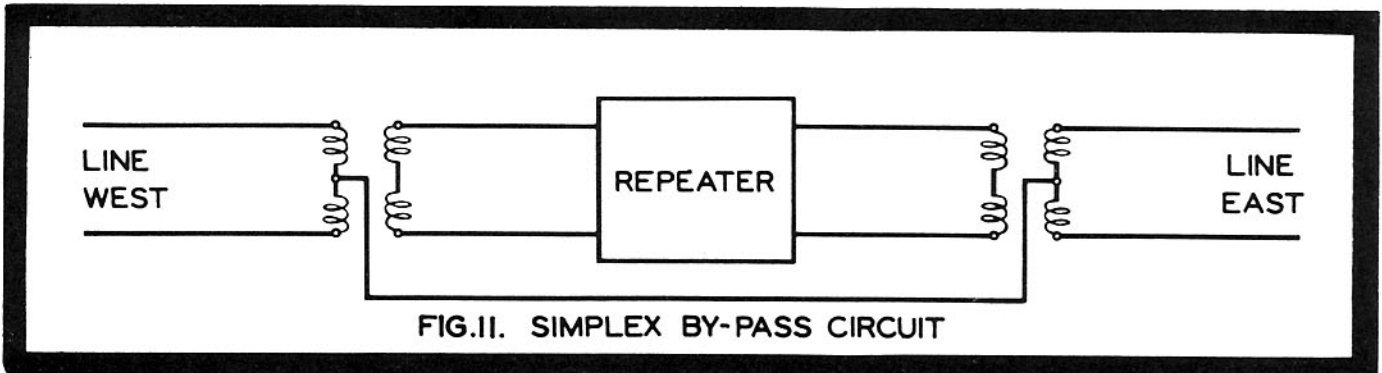 LINE
WEST
REPEATER
LINE
EAST
FIG.11. SIMPLEX BY-PASS CIRCUIT